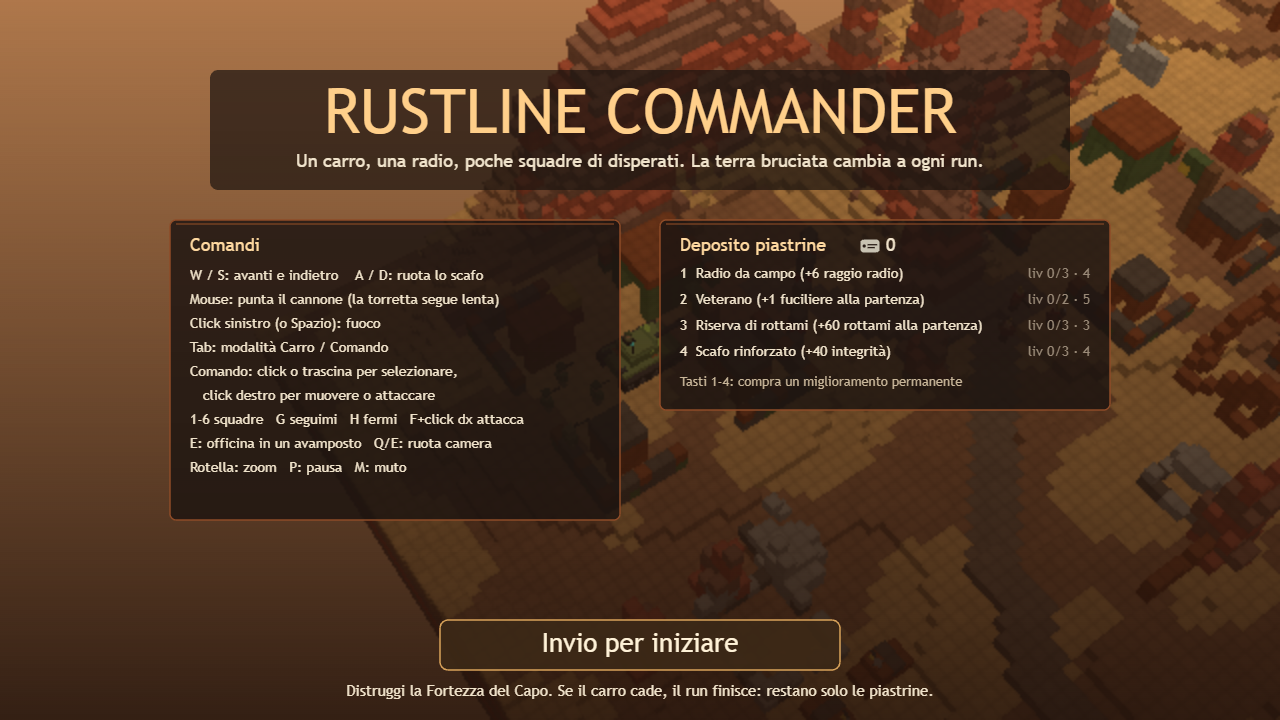 RUSTLINE COMMANDER
Un carro, una radio, poche squadre di disperati. La terra bruciata cambia a ogni run.
Comandi
W / S: avanti e indietro    A / D: ruota lo scafo
Mouse: punta il cannone (la torretta segue lenta)
Click sinistro (o Spazio): fuoco
Tab: modalità Carro / Comando
Comando: click o trascina per selezionare,
click destro per muovere o attaccare
1-6 squadre   G seguimi   H fermi   F+click dx attacca
E: officina in un avamposto   Q/E: ruota camera
Rotella: zoom   P: pausa   M: muto
Deposito piastrine 0
1  Radio da campo (+6 raggio radio) liv 0/3 · 4
2  Veterano (+1 fuciliere alla partenza) liv 0/2 · 5
3  Riserva di rottami (+60 rottami alla partenza) liv 0/3 · 3
4  Scafo rinforzato (+40 integrità) liv 0/3 · 4
Tasti 1-4: compra un miglioramento permanente
Invio per iniziare
Distruggi la Fortezza del Capo. Se il carro cade, il run finisce: restano solo le piastrine.